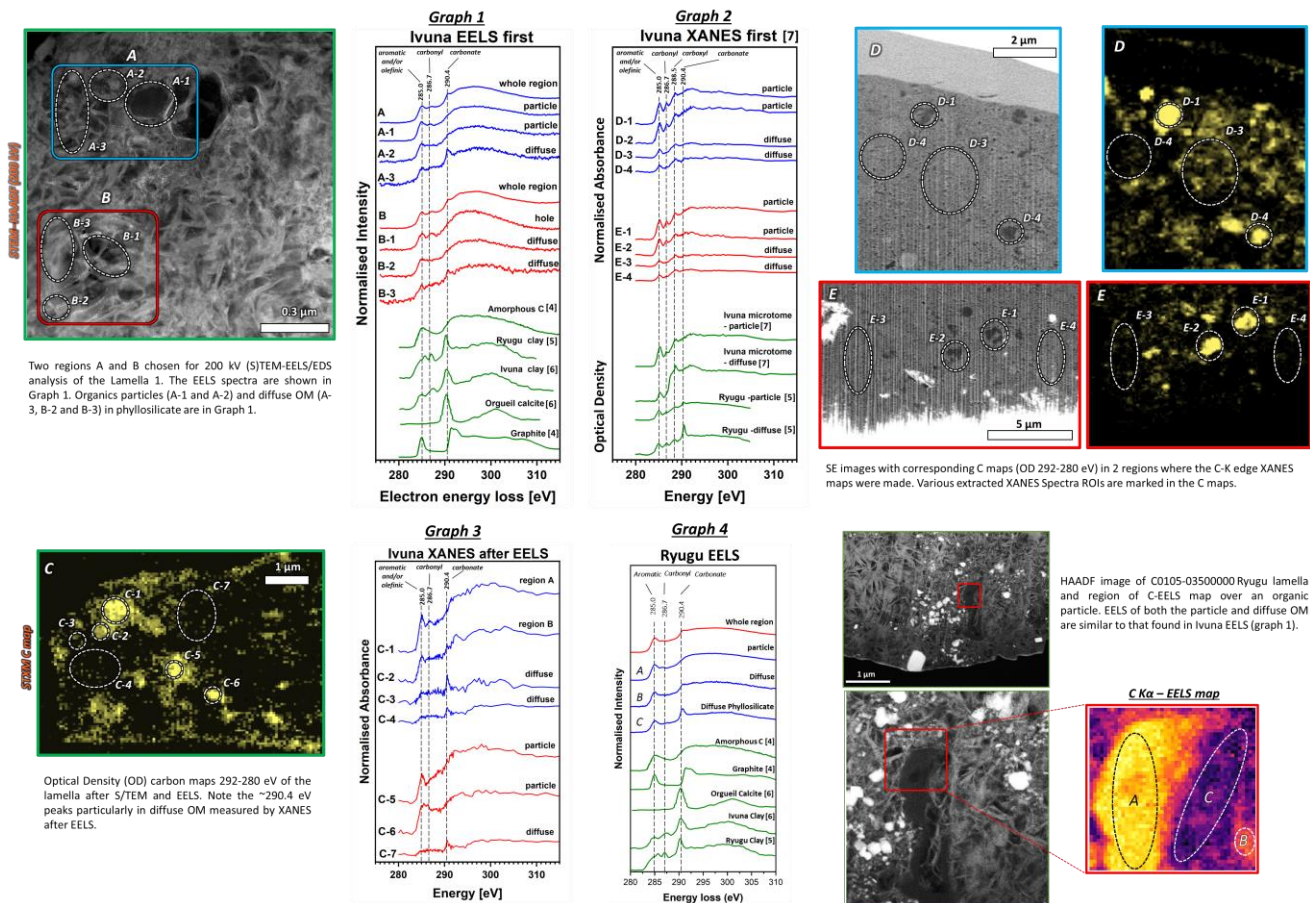 Graph 1
Ivuna EELS first
aromatic and/or olefinic
carbonyl
carbonate
285.0
286.7
290.4
whole region
particle
A
particle
A-1
diffuse
A-2
A-3
whole region
B
hole
B-1
diffuse
B-2
diffuse
B-3
Amorphous C [4]
Ryugu clay [5]
Ivuna clay [6]
Orgueil calcite [6]
Graphite [4]
Normalised Intensity
280 290 300 310
Electron energy loss [eV]
Graph 2
Ivuna XANES first [7]
aromatic and/or olefinic
carbonyl
carboxyl
carbonate
285.0
286.7
288.5
290.4
particle
particle
D-1
diffuse
D-2
diffuse
D-3
D-4
particle
E-1
particle
E-2
diffuse
E-3
diffuse
E-4
Ivuna microtome
- particle [7]
Ivuna microtome
- diffuse [7]
Ryugu -particle [5]
Ryugu -diffuse [5]
Normalised Absorbance
Optical Density
280 290 300 310
Energy [eV]
STEM-HAADF [200 kV]
A
A-2
A-1
A-3
B
B-3
B-1
B-2
0.3 µm
Two regions A and B chosen for 200 kV (S)TEM-EELS/EDS
analysis of the Lamella 1. The EELS spectra are shown in
Graph 1. Organics particles (A-1 and A-2) and diffuse OM (A-
3, B-2 and B-3) in phyllosilicate are in Graph 1.
D
2 µm
D-1
D-4
D-3
D-4
D
D-1
D-3
D-4
D-4
E
E-3
E-1
E-4
E-2
5 µm
E
E-1
E-3
E-2
E-4
SE images with corresponding C maps (OD 292-280 eV) in 2 regions where the C-K edge XANES
maps were made. Various extracted XANES Spectra ROIs are marked in the C maps.
STXM C map
C
1 µm
C-7
C-1
C-3
C-2
C-5
C-4
C-6
Optical Density (OD) carbon maps 292-280 eV of the
lamella after S/TEM and EELS. Note the ~290.4 eV
peaks particularly in diffuse OM measured by XANES
after EELS.
Graph 3
Ivuna XANES after EELS
aromatic and/or olefinic
carbonyl
carbonate
285.0
286.7
290.4
region A
region B
C-1
diffuse
C-2
C-3
diffuse
C-4
particle
particle
C-5
C-6
diffuse
C-7
Normalised Absorbance
280 290 300 310
Energy [eV]
Graph 4
Ryugu EELS
Aromatic
Carbonyl
Carbonate
285.0
286.7
290.4
Whole region
particle
A
Diffuse
B
Diffuse Phyllosilicate
C
Amorphous C [4]
Graphite [4]
Orgueil Calcite [6]
Ivuna Clay [6]
Ryugu Clay [5]
Normalised Intensity
280 285 290 295 300 305 310
Energy loss (eV)
1 µm
HAADF image of C0105-03500000 Ryugu lamella
and region of C-EELS map over an organic
particle. EELS of both the particle and diffuse OM
are similar to that found in Ivuna EELS (graph 1).
C Kα – EELS map
A
C
B